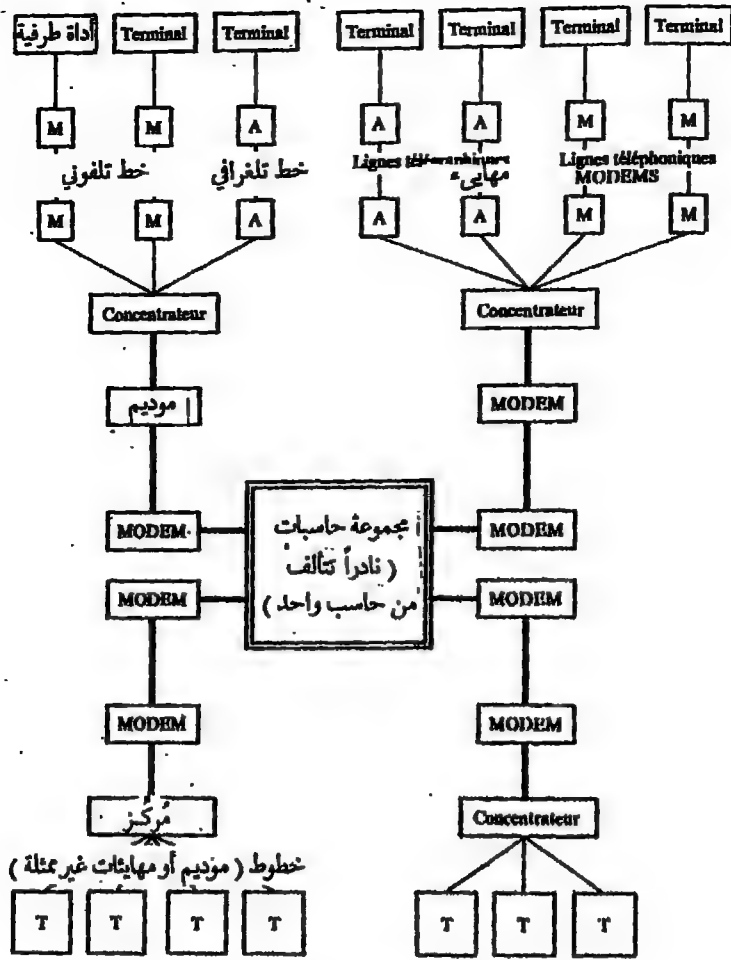 أداة طرفية Terminal Terminal Terminal Terminal Terminal Terminal
M M A A A M M
خط تلفوني خط تلغرافي Lignes télégraphiques Lignes téléphoniques
مهايىء MODEMS
M M A A A M M
Concentrateur Concentrateur
موديم MODEM
MODEM MODEM
مجموعة حاسبات
( نادراً تتألف
من حاسب واحد )
MODEM MODEM
MODEM MODEM
مُركّز Concentrateur
خطوط ( موديم أو مهايئات غير ممثلة )
T T T T T T T